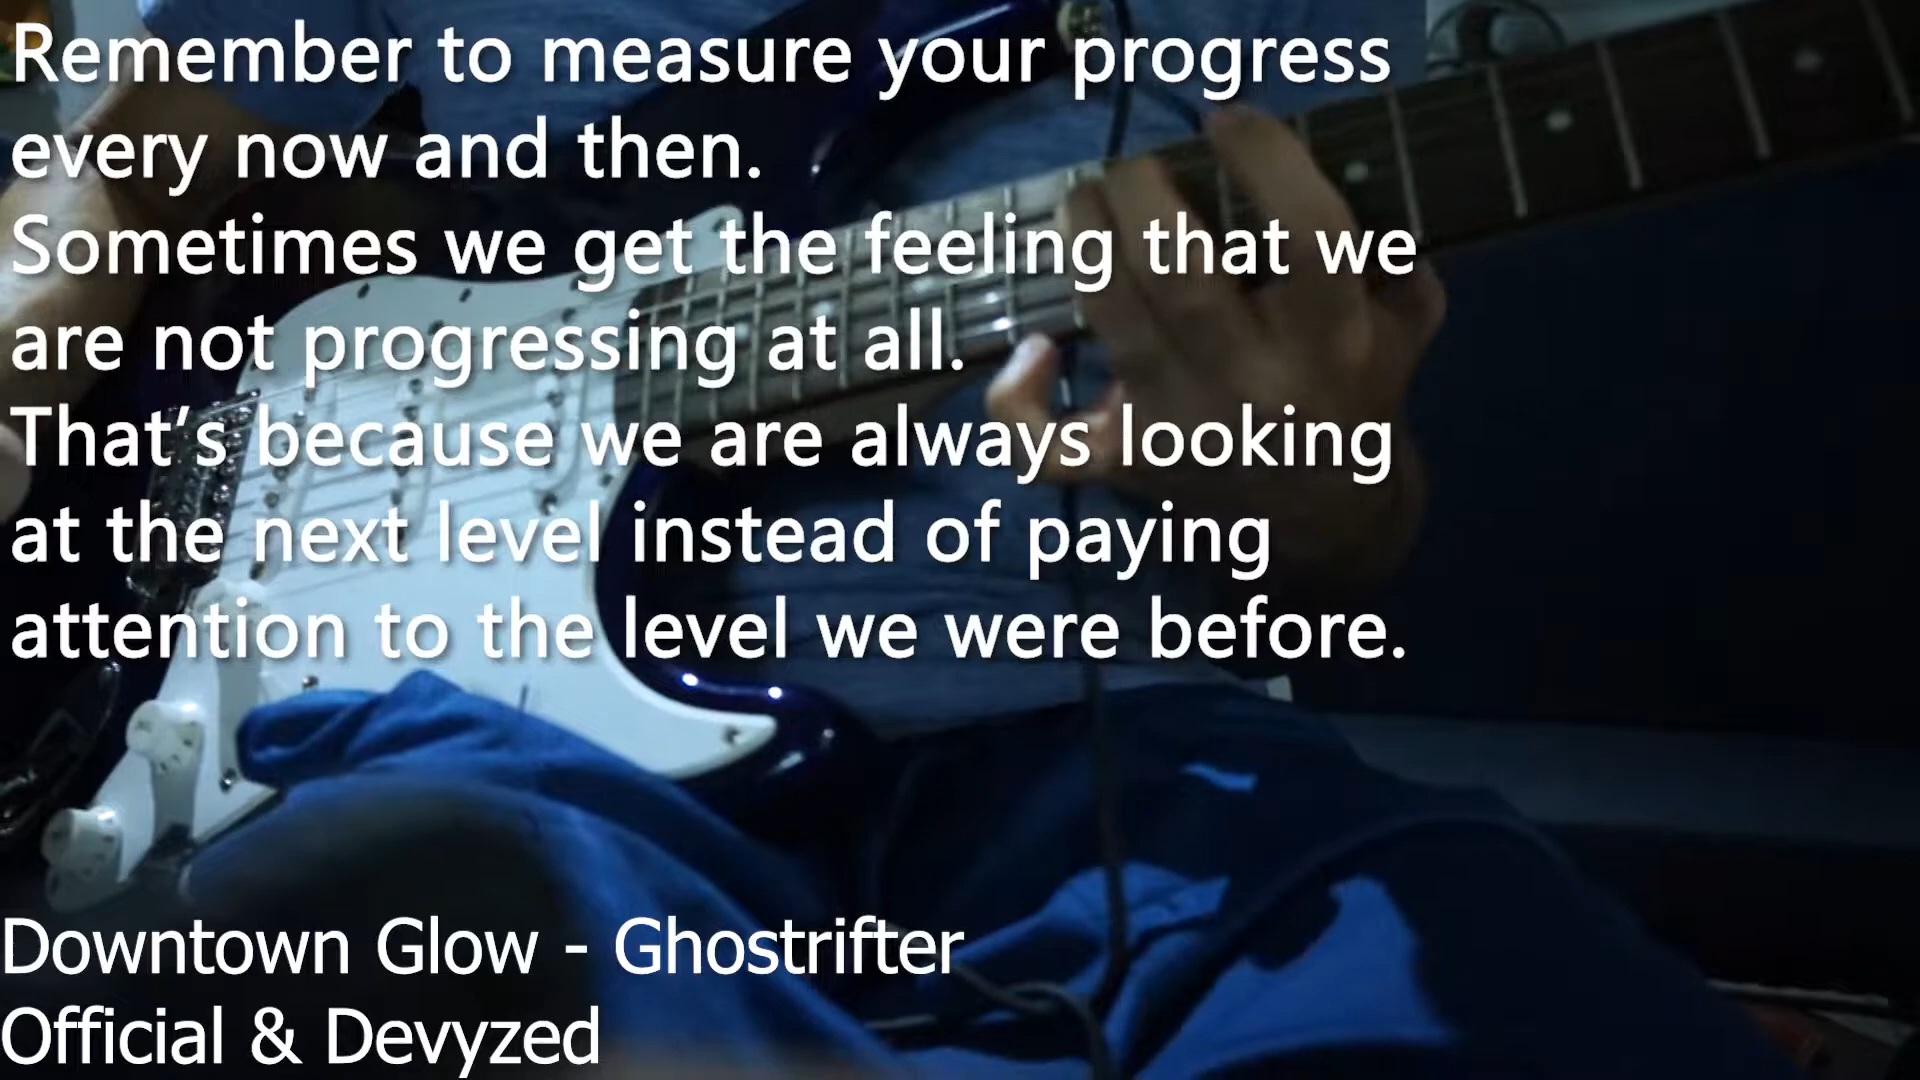 Remember to measure your progress
every now and then.
Sometimes we get the feeling that we
are not progressing at all.
That’s because we are always looking
at the next level instead of paying
attention to the level we were before.
Downtown Glow - Ghostrifter
Official & Devyzed